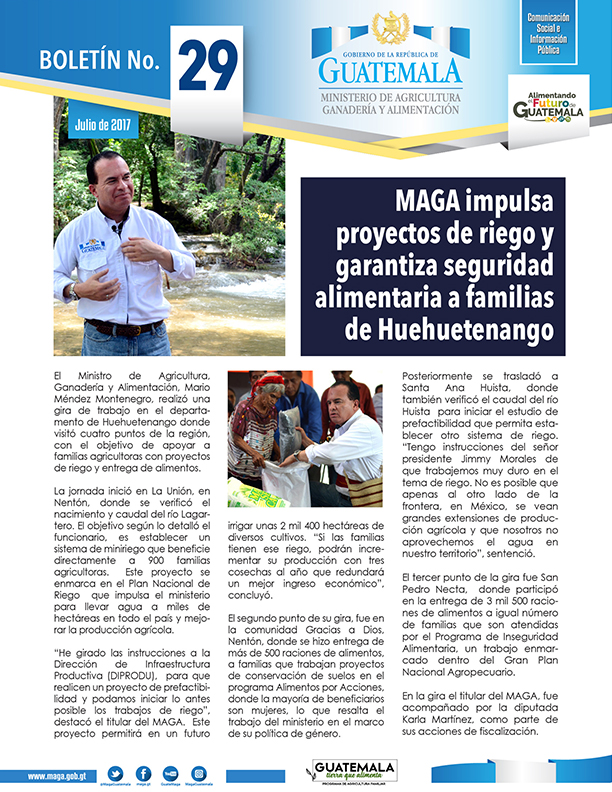 BOLETÍN No. 29
GOBIERNO DE LA REPÚBLICA DE
GUATEMALA
MINISTERIO DE AGRICULTURA
GANADERÍA Y ALIMENTACIÓN
Comunicación
Social e
Información
Pública
Alimentando
el Futuro de
GUATEMALA
Julio de 2017
GUATEMALA
MAGA impulsa
proyectos de riego y
garantiza seguridad
alimentaria a familias
de Huehuetenango
El Ministro de Agricultura,
Ganadería y Alimentación, Mario
Méndez Montenegro, realizó una
gira de trabajo en el departa-
mento de Huehuetenango donde
visitó cuatro puntos de la región,
con el objetivo de apoyar a
familias agricultoras con proyectos
de riego y entrega de alimentos.
La jornada inició en La Unión, en
Nentón, donde se verificó el
nacimiento y caudal del río Lagar-
tero. El objetivo según lo detalló el
funcionario, es establecer un
sistema de miniriego que beneficie
directamente a 900 familias
agricultoras. Este proyecto se
enmarca en el Plan Nacional de
Riego que impulsa el ministerio
para llevar agua a miles de
hectáreas en todo el país y mejo-
rar la producción agrícola.
“He girado las instrucciones a la
Dirección de Infraestructura
Productiva (DIPRODU), para que
realicen un proyecto de prefactibi-
lidad y podamos iniciar lo antes
posible los trabajos de riego”,
destacó el titular del MAGA. Este
proyecto permitirá en un futuro
irrigar unas 2 mil 400 hectáreas de
diversos cultivos. “Si las familias
tienen ese riego, podrán incre-
mentar su producción con tres
cosechas al año que redundará
un mejor ingreso económico”,
concluyó.
El segundo punto de su gira, fue en
la comunidad Gracias a Dios,
Nentón, donde se hizo entrega de
más de 500 raciones de alimentos,
a familias que trabajan proyectos
de conservación de suelos en el
programa Alimentos por Acciones,
donde la mayoría de beneficiarios
son mujeres, lo que resalta el
trabajo del ministerio en el marco
de su política de género.
Posteriormente se trasladó a
Santa Ana Huista, donde
también verificó el caudal del río
Huista para iniciar el estudio de
prefactibilidad que permita esta-
blecer otro sistema de riego.
“Tengo instrucciones del señor
presidente Jimmy Morales de
que trabajemos muy duro en el
tema de riego. No es posible que
apenas al otro lado de la
frontera, en México, se vean
grandes extensiones de produc-
ción agrícola y que nosotros no
aprovechemos el agua en
nuestro territorio”, sentenció.
El tercer punto de la gira fue San
Pedro Necta, donde participó
en la entrega de 3 mil 500 racio-
nes de alimentos a igual número
de familias que son atendidas
por el Programa de Inseguridad
Alimentaria, un trabajo enmar-
cado dentro del Gran Plan
Nacional Agropecuario.
En la gira el titular del MAGA, fue
acompañado por la diputada
Karla Martínez, como parte de
sus acciones de fiscalización.
www.maga.gob.gt
@MagaGuatemala
maga.gt
GuateMaga
MagaGuatemala
GUATEMALA
tierra que alimenta
PROGRAMA DE AGRICULTURA FAMILIAR